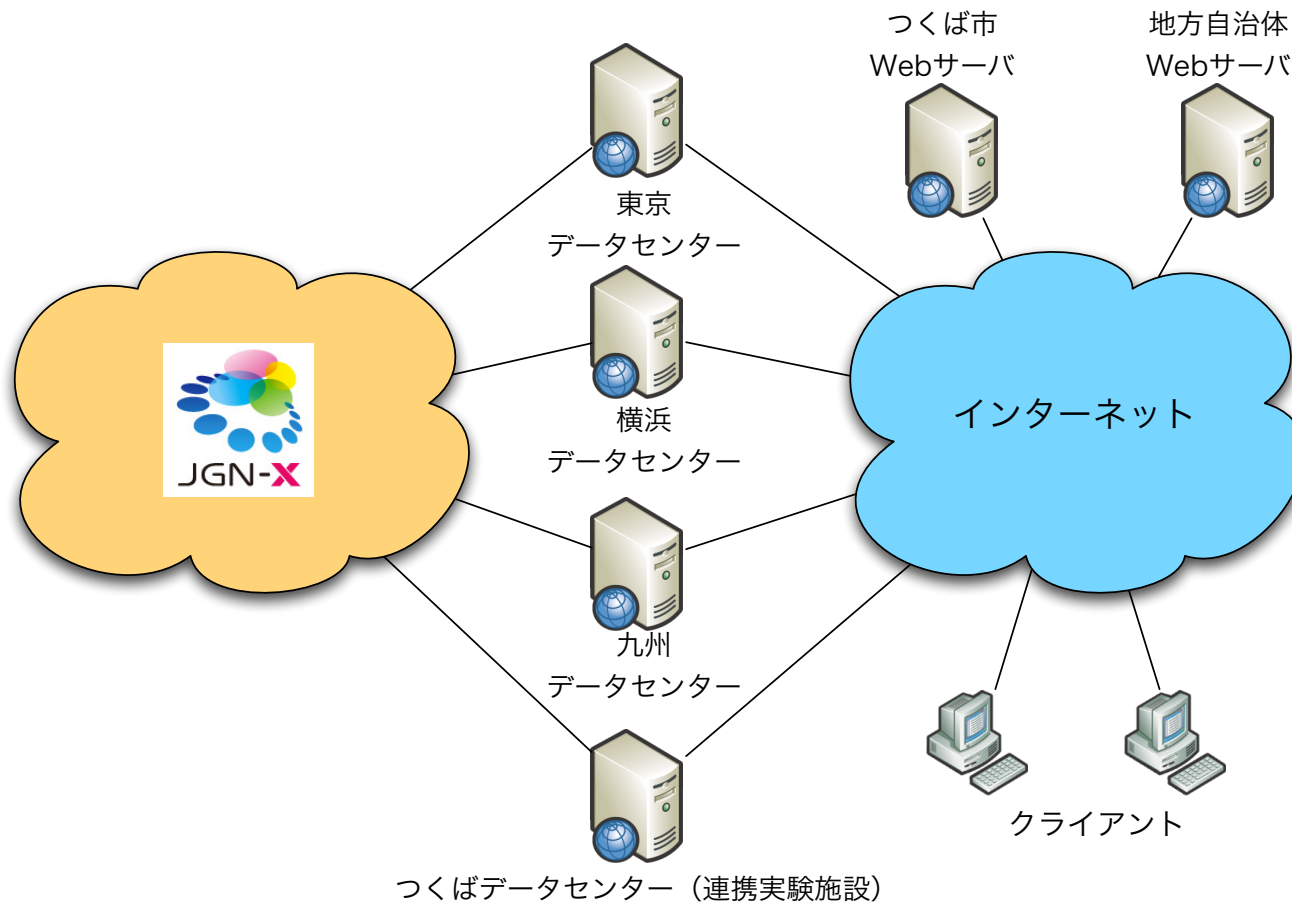 つくば市
Webサーバ
地方自治体
Webサーバ
東京
データセンター
横浜
データセンター
JGN-X
インターネット
九州
データセンター
クライアント
つくばデータセンター（連携実験施設）